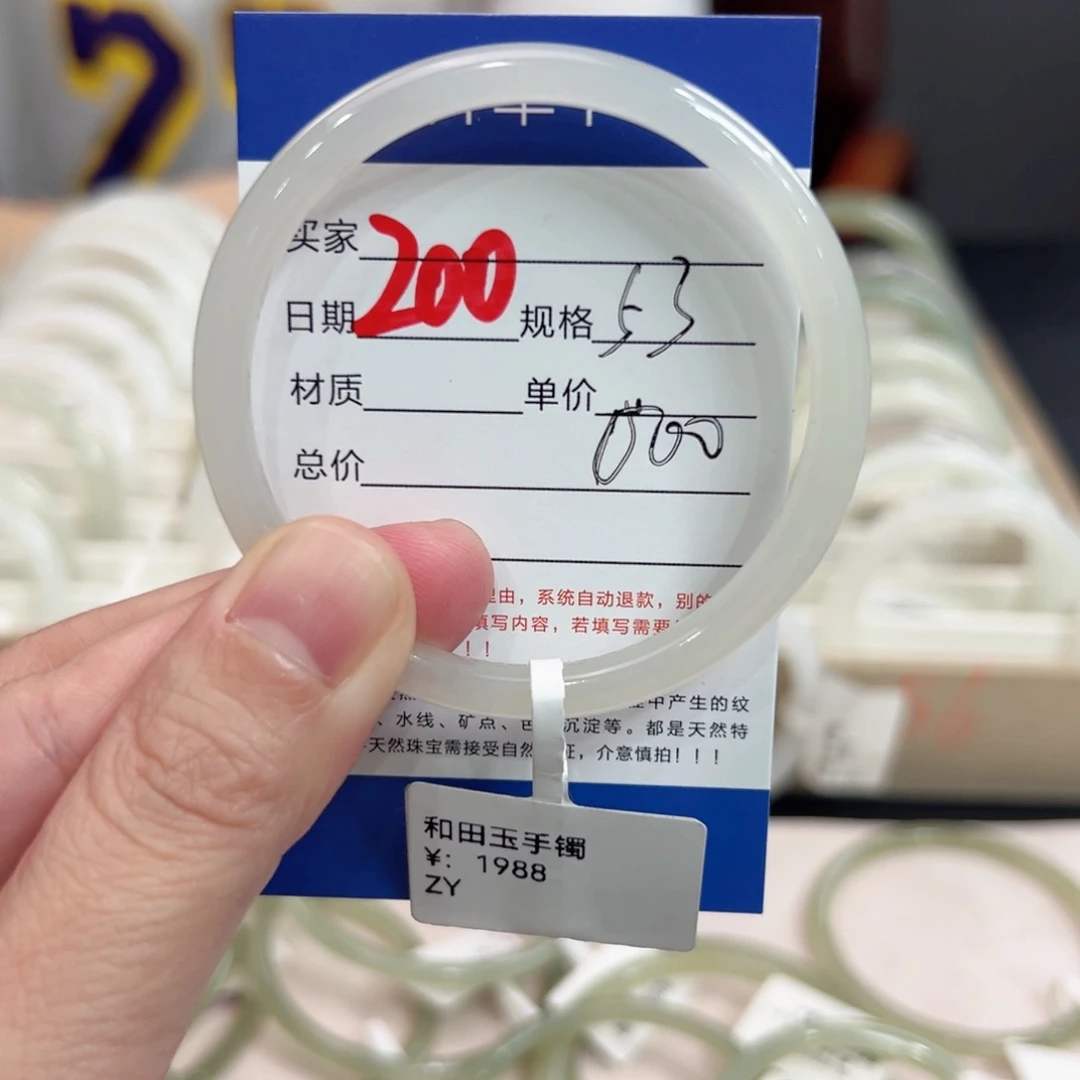 买家
200
日期 规格 53
材质 单价
总价
理由，系统自动退款，别的
填写内容，若填写需要
！！
中产生的纹
、水线、矿点、色 沉淀等。都是天然特
天然珠宝需接受自然 征，介意慎拍！！！
和田玉手镯
¥: 1988
ZY